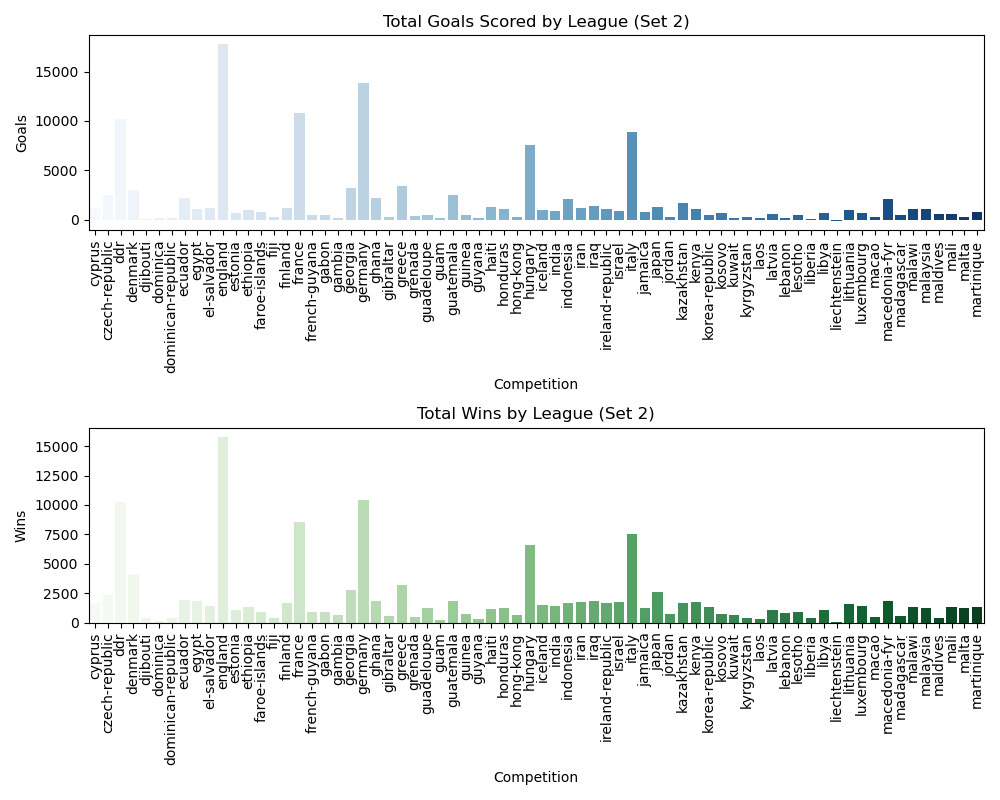 Total Goals Scored by League (Set 2)
Goals
15000
10000
5000
0
cyprus
czech-republic
ddr
denmark
djibouti
dominica
dominican-republic
ecuador
egypt
el-salvador
england
estonia
ethiopia
faroe-islands
fiji
finland
france
french-guyana
gabon
gambia
georgia
germany
ghana
gibraltar
greece
grenada
guadeloupe
guam
guatemala
guinea
guyana
haiti
honduras
hong-kong
hungary
iceland
india
indonesia
iran
iraq
ireland-republic
israel
italy
jamaica
japan
jordan
kazakhstan
kenya
korea-republic
kosovo
kuwait
kyrgyzstan
laos
latvia
lebanon
lesotho
liberia
libya
liechtenstein
lithuania
luxembourg
macao
macedonia-fyr
madagascar
malawi
malaysia
maldives
mali
malta
martinique
Competition
Total Wins by League (Set 2)
Wins
15000
12500
10000
7500
5000
2500
0
cyprus
czech-republic
ddr
denmark
djibouti
dominica
dominican-republic
ecuador
egypt
el-salvador
england
estonia
ethiopia
faroe-islands
fiji
finland
france
french-guyana
gabon
gambia
georgia
germany
ghana
gibraltar
greece
grenada
guadeloupe
guam
guatemala
guinea
guyana
haiti
honduras
hong-kong
hungary
iceland
india
indonesia
iran
iraq
ireland-republic
israel
italy
jamaica
japan
jordan
kazakhstan
kenya
korea-republic
kosovo
kuwait
kyrgyzstan
laos
latvia
lebanon
lesotho
liberia
libya
liechtenstein
lithuania
luxembourg
macao
macedonia-fyr
madagascar
malawi
malaysia
maldives
mali
malta
martinique
Competition